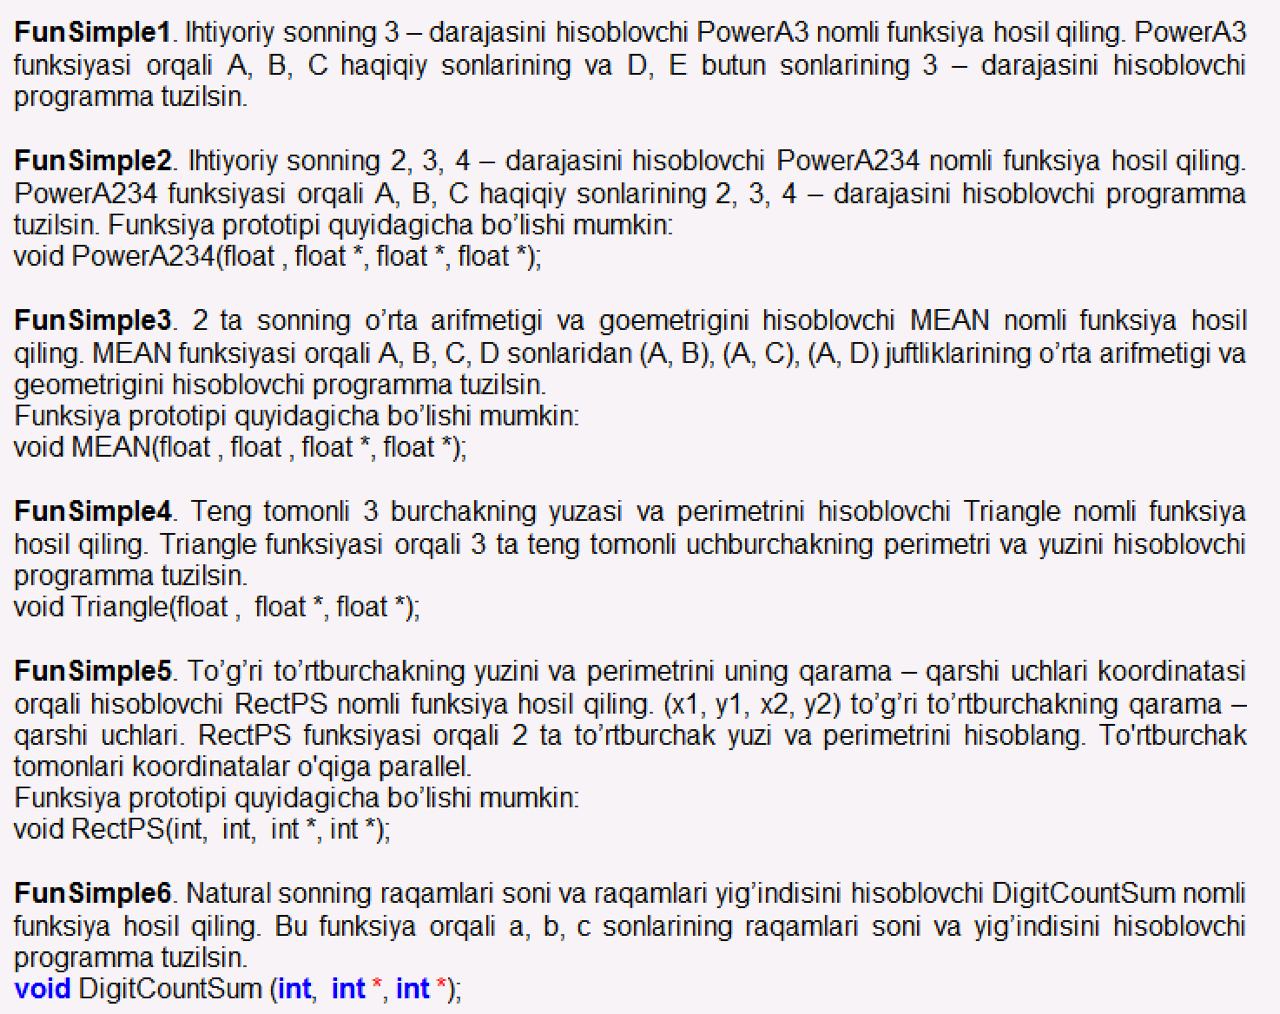 FunSimple1. Ihtiyoriy sonning 3 – darajasini hisoblovchi PowerA3 nomli funksiya hosil qiling. PowerA3
funksiyasi orqali A, B, C haqiqiy sonlarining va D, E butun sonlarining 3 – darajasini hisoblovchi
programma tuzilsin.
FunSimple2. Ihtiyoriy sonning 2, 3, 4 – darajasini hisoblovchi PowerA234 nomli funksiya hosil qiling.
PowerA234 funksiyasi orqali A, B, C haqiqiy sonlarining 2, 3, 4 – darajasini hisoblovchi programma
tuzilsin. Funksiya prototipi quyidagicha bo’lishi mumkin:
void PowerA234(float , float *, float *, float *);
FunSimple3. 2 ta sonning o’rta arifmetigi va goemetrigini hisoblovchi MEAN nomli funksiya hosil
qiling. MEAN funksiyasi orqali A, B, C, D sonlaridan (A, B), (A, C), (A, D) juftliklarining o’rta arifmetigi va
geometrigini hisoblovchi programma tuzilsin.
Funksiya prototipi quyidagicha bo’lishi mumkin:
void MEAN(float , float , float *, float *);
FunSimple4. Teng tomonli 3 burchakning yuzasi va perimetrini hisoblovchi Triangle nomli funksiya
hosil qiling. Triangle funksiyasi orqali 3 ta teng tomonli uchburchakning perimetri va yuzini hisoblovchi
programma tuzilsin.
void Triangle(float , float *, float *);
FunSimple5. To’g’ri to’rtburchakning yuzini va perimetrini uning qarama – qarshi uchlari koordinatasi
orqali hisoblovchi RectPS nomli funksiya hosil qiling. (x1, y1, x2, y2) to’g’ri to’rtburchakning qarama –
qarshi uchlari. RectPS funksiyasi orqali 2 ta to’rtburchak yuzi va perimetrini hisoblang. To'rtburchak
tomonlari koordinatalar o'qiga parallel.
Funksiya prototipi quyidagicha bo’lishi mumkin:
void RectPS(int, int, int *, int *);
FunSimple6. Natural sonning raqamlari soni va raqamlari yig’indisini hisoblovchi DigitCountSum nomli
funksiya hosil qiling. Bu funksiya orqali a, b, c sonlarining raqamlari soni va yig’indisini hisoblovchi
programma tuzilsin.
void DigitCountSum (int, int *, int *);